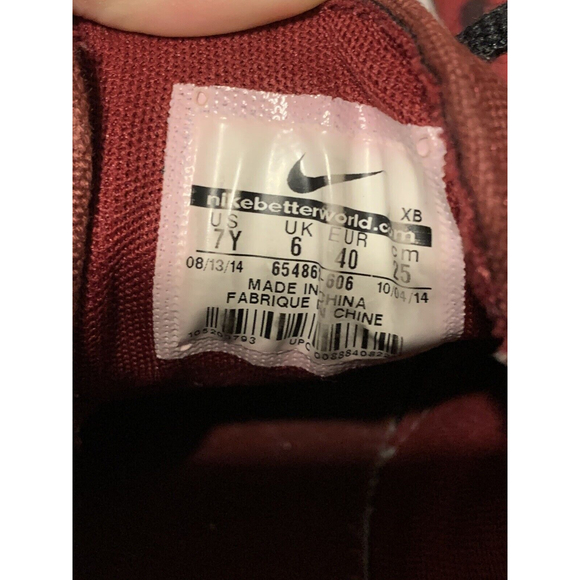 nikebetterworld.com XB
US UK EUR cm
7Y 6 40 25
08/13/14 10/04/14
MADE IN CHINA
FABRIQUE EN CHINE
UPC